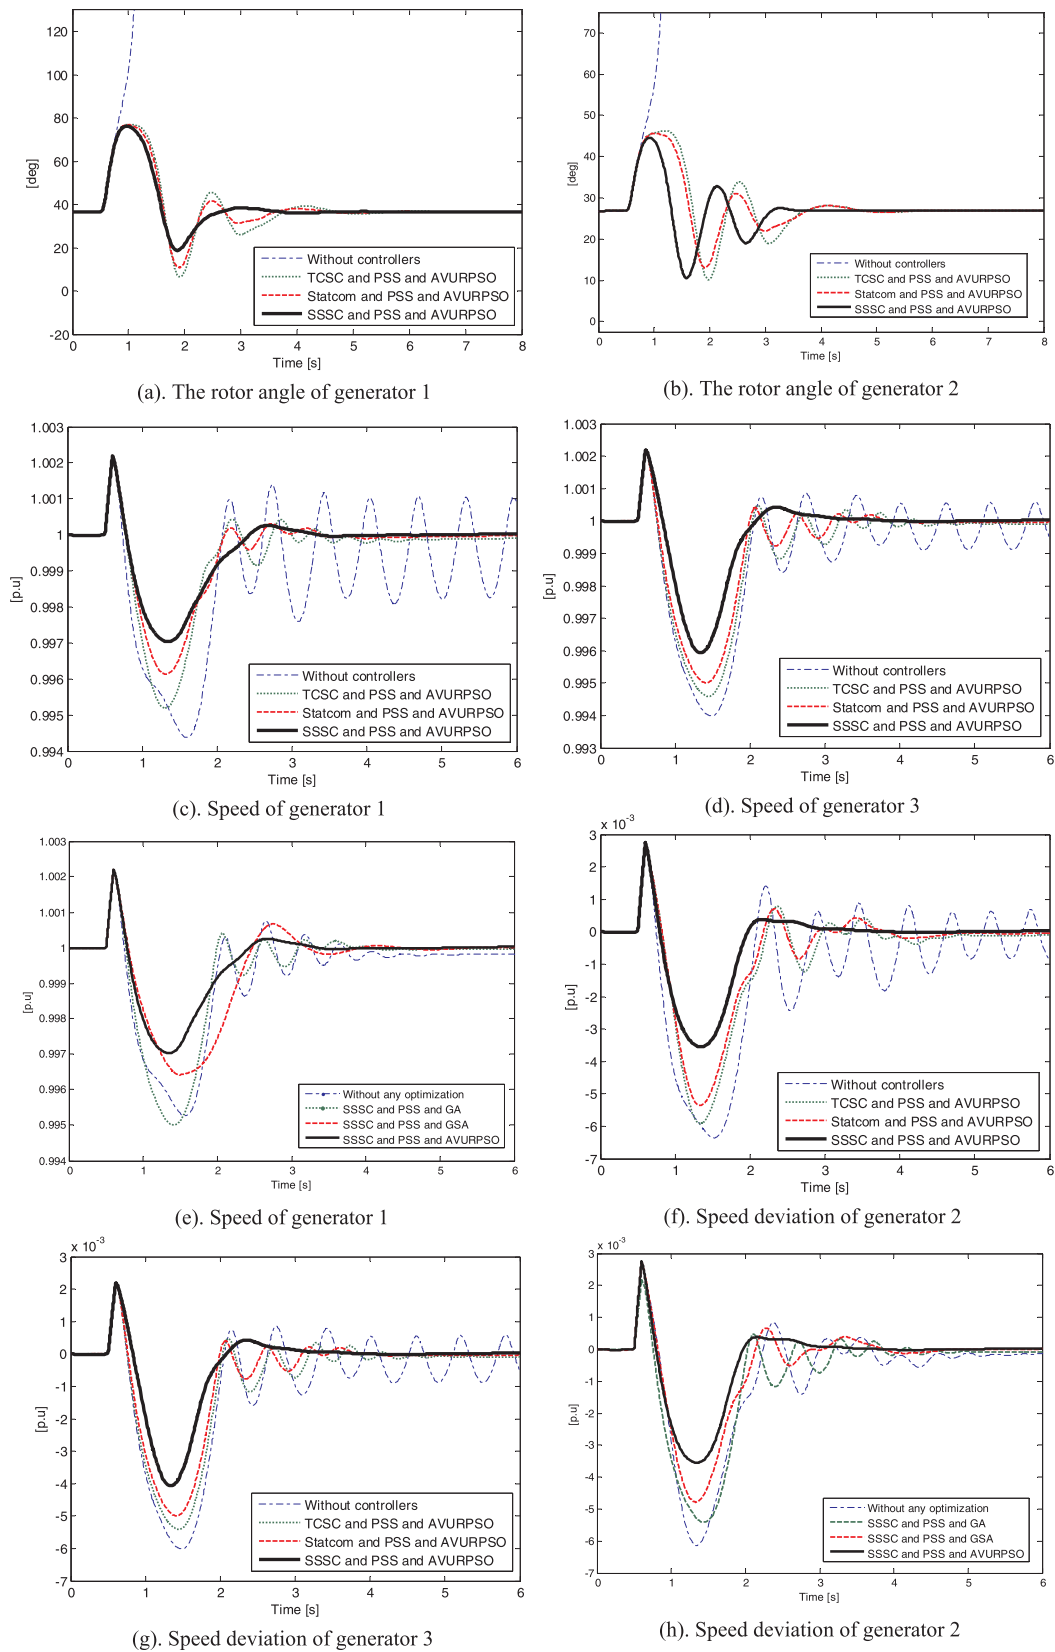 120
100
80
60
40
20
0
-20
[deg]
0 1 2 3 4 5 6 7 8
Time [s]
Without controllers
TCSC and PSS and AVURPSO
Statcom and PSS and AVURPSO
SSSC and PSS and AVURPSO
(a). The rotor angle of generator 1
70
60
50
40
30
20
10
0
[deg]
0 1 2 3 4 5 6 7 8
Time [s]
Without controllers
TCSC and PSS and AVURPSO
Statcom and PSS and AVURPSO
SSSC and PSS and AVURPSO
(b). The rotor angle of generator 2
1.003
1.002
1.001
1
0.999
0.998
0.997
0.996
0.995
0.994
[p.u]
0 1 2 3 4 5 6
Time [s]
Without controllers
TCSC and PSS and AVURPSO
Statcom and PSS and AVURPSO
SSSC and PSS and AVURPSO
(c). Speed of generator 1
1.003
1.002
1.001
1
0.999
0.998
0.997
0.996
0.995
0.994
0.993
[p.u]
0 1 2 3 4 5 6
Time [s]
Without controllers
TCSC and PSS and AVURPSO
Statcom and PSS and AVURPSO
SSSC and PSS and AVURPSO
(d). Speed of generator 3
1.003
1.002
1.001
1
0.999
0.998
0.997
0.996
0.995
0.994
[p.u]
0 1 2 3 4 5 6
Time [s]
Without any optimization
SSSC and PSS and GA
SSSC and PSS and GSA
SSSC and PSS and AVURPSO
(e). Speed of generator 1
x 10-3
3
2
1
0
-1
-2
-3
-4
-5
-6
-7
[p.u]
0 1 2 3 4 5 6
Time [s]
Without controllers
TCSC and PSS and AVURPSO
Statcom and PSS and AVURPSO
SSSC and PSS and AVURPSO
(f). Speed deviation of generator 2
x 10-3
3
2
1
0
-1
-2
-3
-4
-5
-6
-7
[p.u]
0 1 2 3 4 5 6
Time [s]
Without controllers
TCSC and PSS and AVURPSO
Statcom and PSS and AVURPSO
SSSC and PSS and AVURPSO
(g). Speed deviation of generator 3
x 10-3
3
2
1
0
-1
-2
-3
-4
-5
-6
-7
[p.u]
0 1 2 3 4 5 6
Time [s]
Without any optimization
SSSC and PSS and GA
SSSC and PSS and GSA
SSSC and PSS and AVURPSO
(h). Speed deviation of generator 2